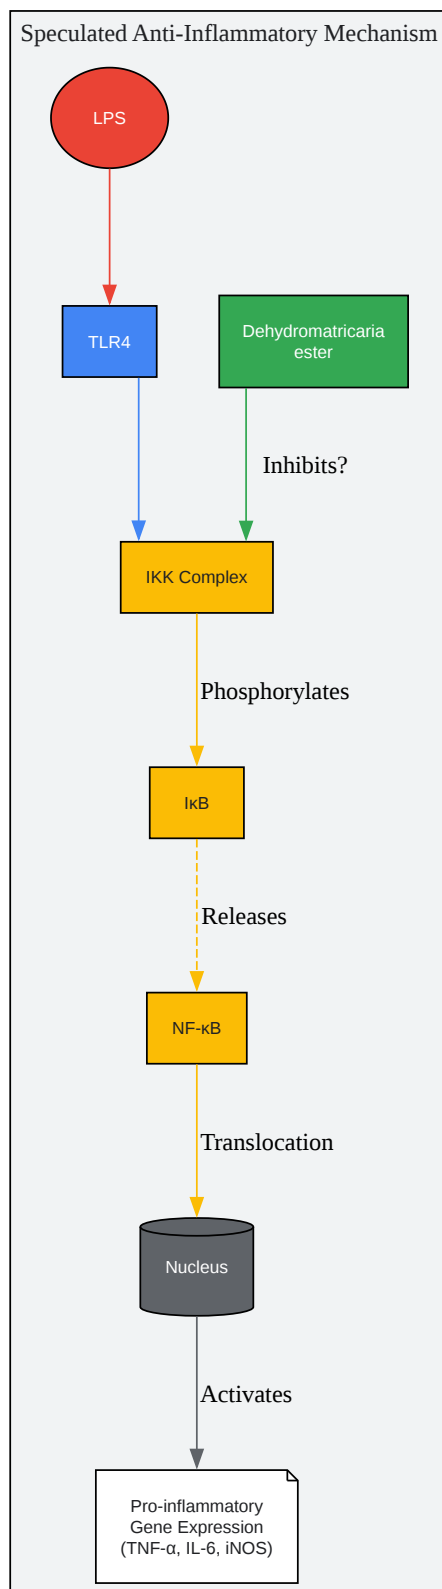 Speculated Anti-Inflammatory Mechanism
LPS
TLR4
Dehydromatricaria
ester
Inhibits?
IKK Complex
Phosphorylates
IκB
Releases
NF-κB
Translocation
Nucleus
Activates
Pro-inflammatory
Gene Expression
(TNF-α, IL-6, iNOS)